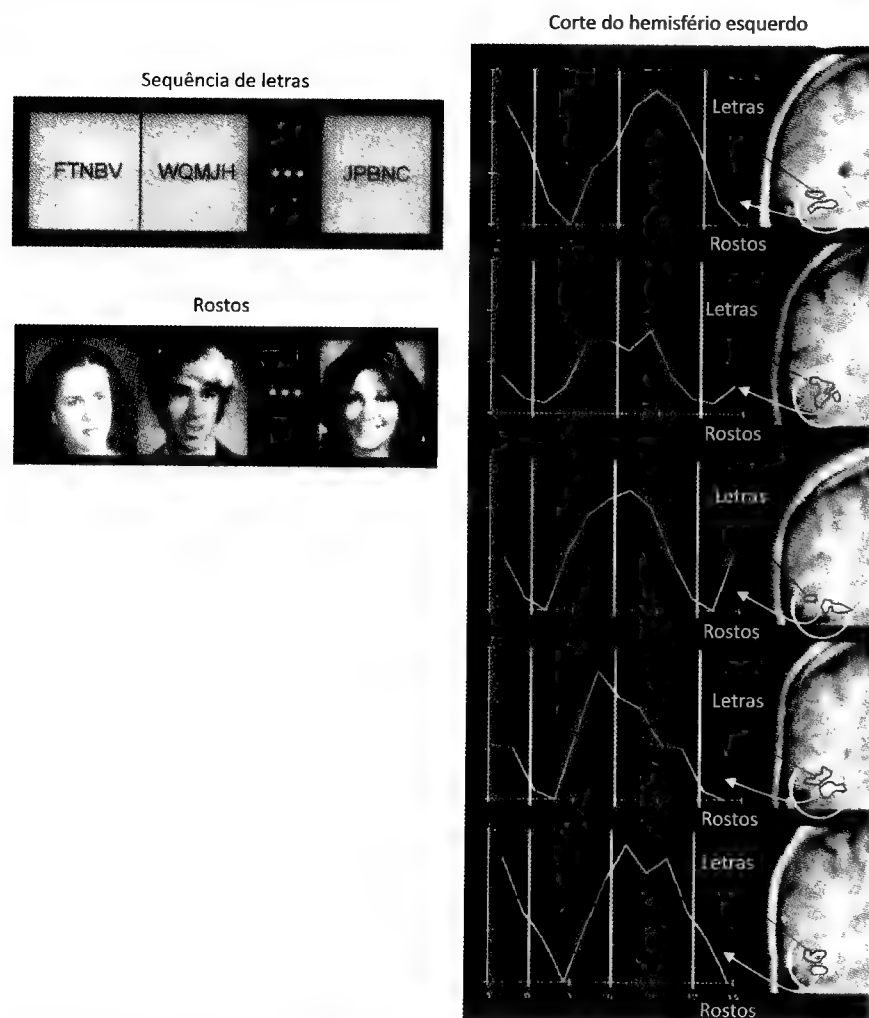 Corte do hemisfério esquerdo
Sequência de letras
FTNBV WQMJH JPBNC
Rostos
Letras
Rostos
Letras
Rostos
Letras
Rostos
Letras
Rostos
Letras
Rostos